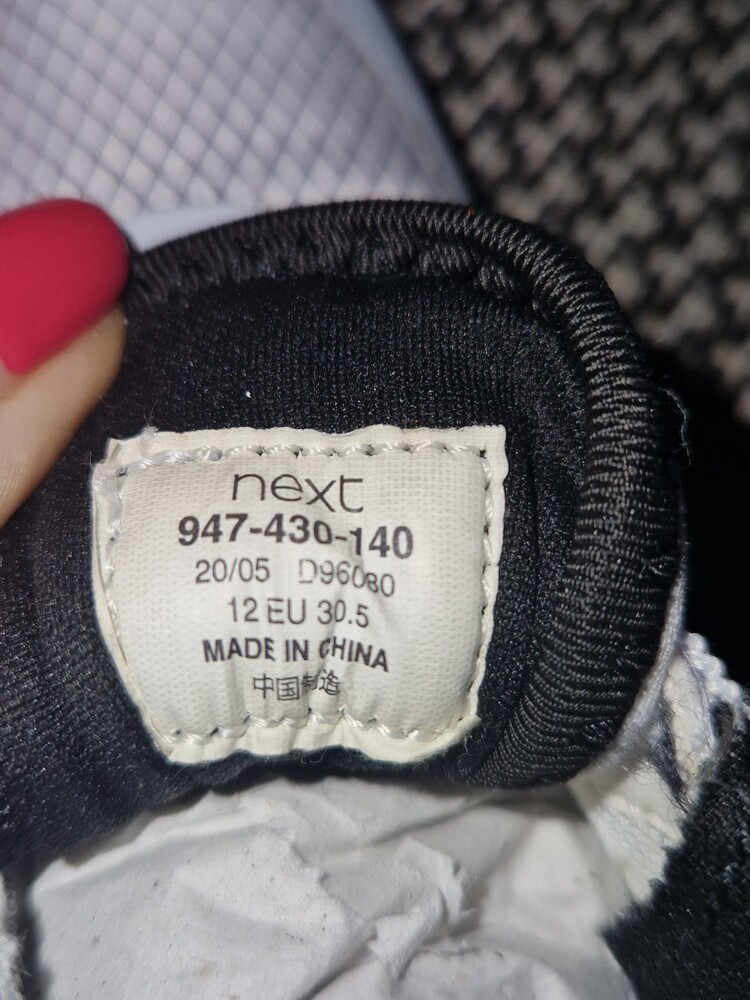 next
947-430-140
20/05 D96080
12 EU 30.5
MADE IN CHINA
中国制造